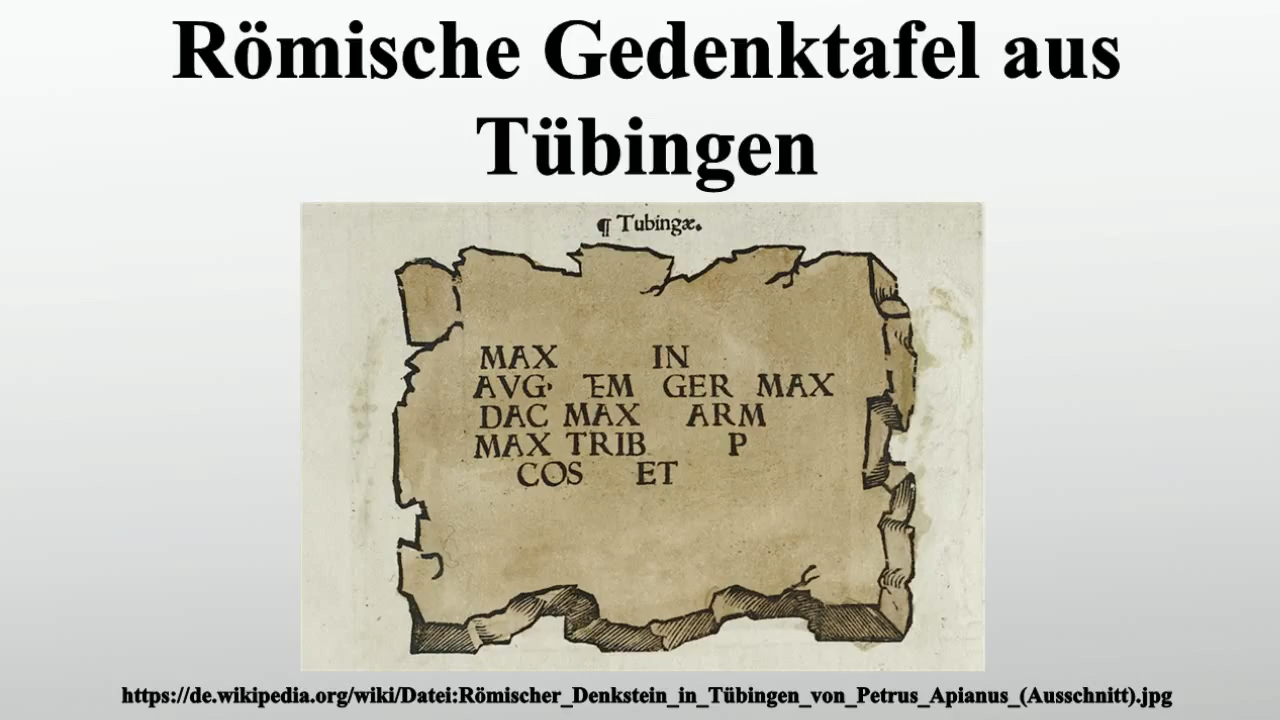 Römische Gedenktafel aus
Tübingen
¶ Tubingæ.
MAX IN
AVG· EM GER MAX
DAC MAX ARM
MAX TRIB P
COS ET
https://de.wikipedia.org/wiki/Datei:Römischer_Denkstein_in_Tübingen_von_Petrus_Apianus_(Ausschnitt).jpg